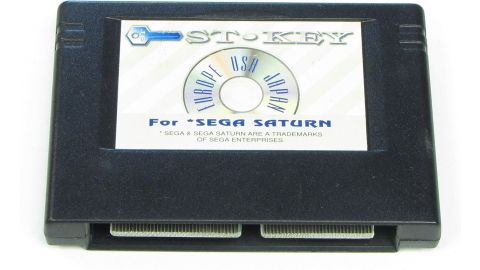 ST·KEY
EUROPE USA JAPAN
For *SEGA SATURN
* SEGA & SEGA SATURN ARE A TRADEMARKS
OF SEGA ENTERPRISES.